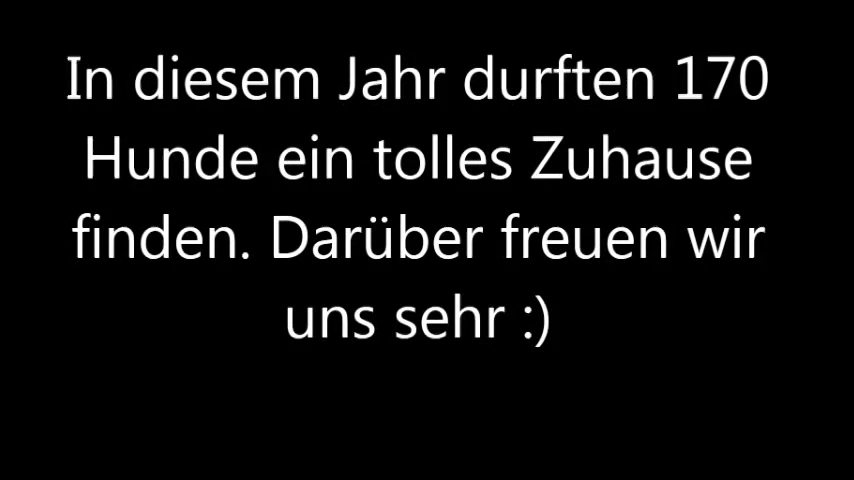 In diesem Jahr durften 170
Hunde ein tolles Zuhause
finden. Darüber freuen wir
uns sehr :)